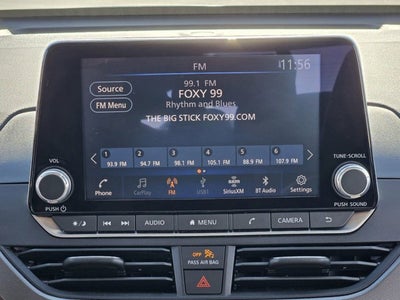 FM
11:56
Source
99.1 FM
FOXY 99
FM Menu
Rhythm and Blues
THE BIG STICK FOXY99.COM
1 2 3 4 5 6
93.9 FM 94.7 FM 98.1 FM 105.1 FM 88.9 FM 107.9 FM
VOL
TUNE·SCROLL
Phone CarPlay FM USB1 SiriusXM BT Audio Settings
PUSH
PUSH SOUND
AUDIO MENU CAMERA
OFF
PASS AIR BAG